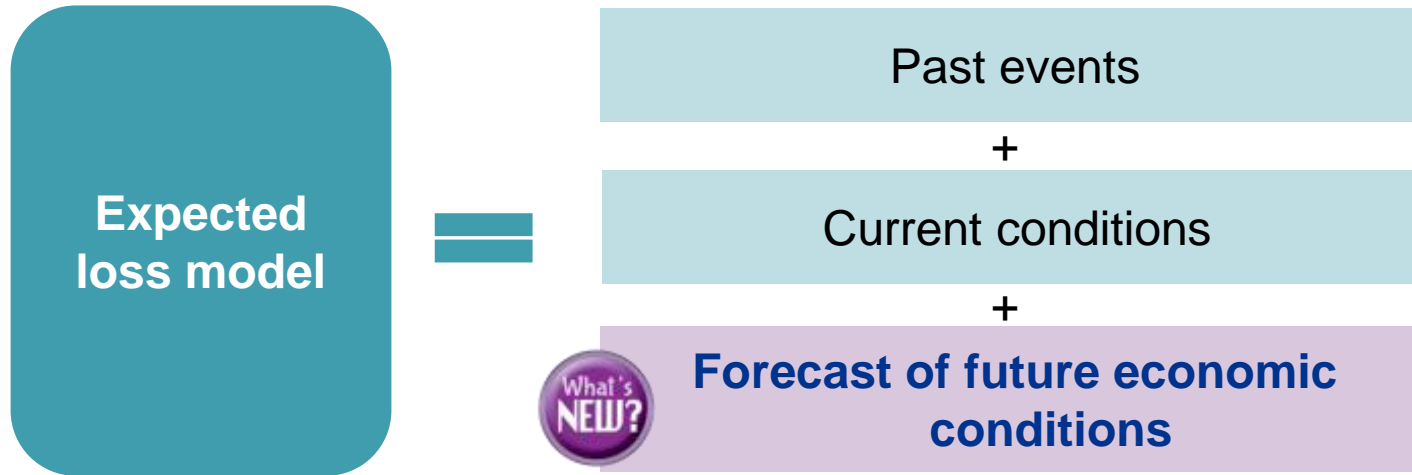 Expected
loss model
Past events
+
Current conditions
+
What's
NEW?
Forecast of future economic
conditions